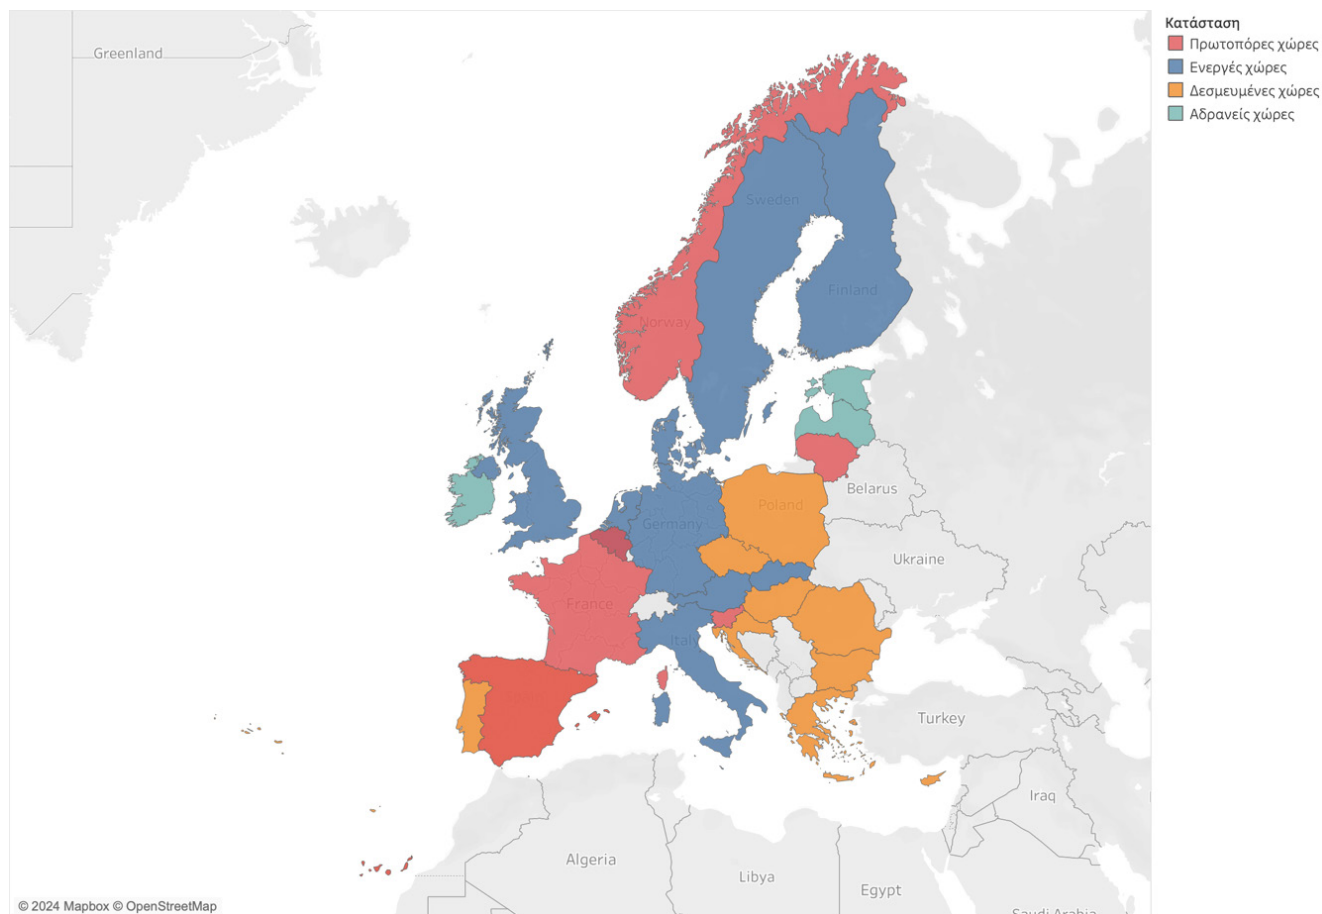 Κατάσταση
Πρωτοπόρες χώρες
Ενεργές χώρες
Δεσμευμένες χώρες
Αδρανείς χώρες
Greenland
Sweden
Finland
Norway
Belarus
Poland
Germany
Ukraine
France
Italy
Turkey
Iraq
Algeria
Libya
Egypt
Saudi Arabia
© 2024 Mapbox © OpenStreetMap